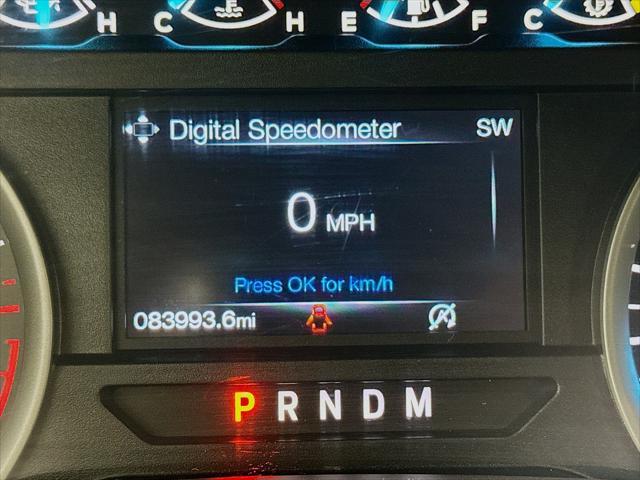 H C H E F C
Digital Speedometer SW
0 MPH
Press OK for km/h
083993.6mi
P R N D M